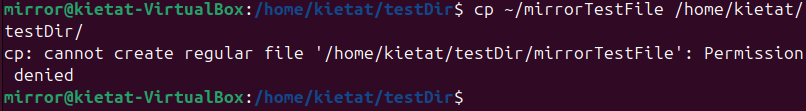 mirror@kietat-VirtualBox:/home/kietat/testDir$ cp ~/mirrorTestFile /home/kietat/
testDir/
cp: cannot create regular file '/home/kietat/testDir/mirrorTestFile': Permission
 denied
mirror@kietat-VirtualBox:/home/kietat/testDir$